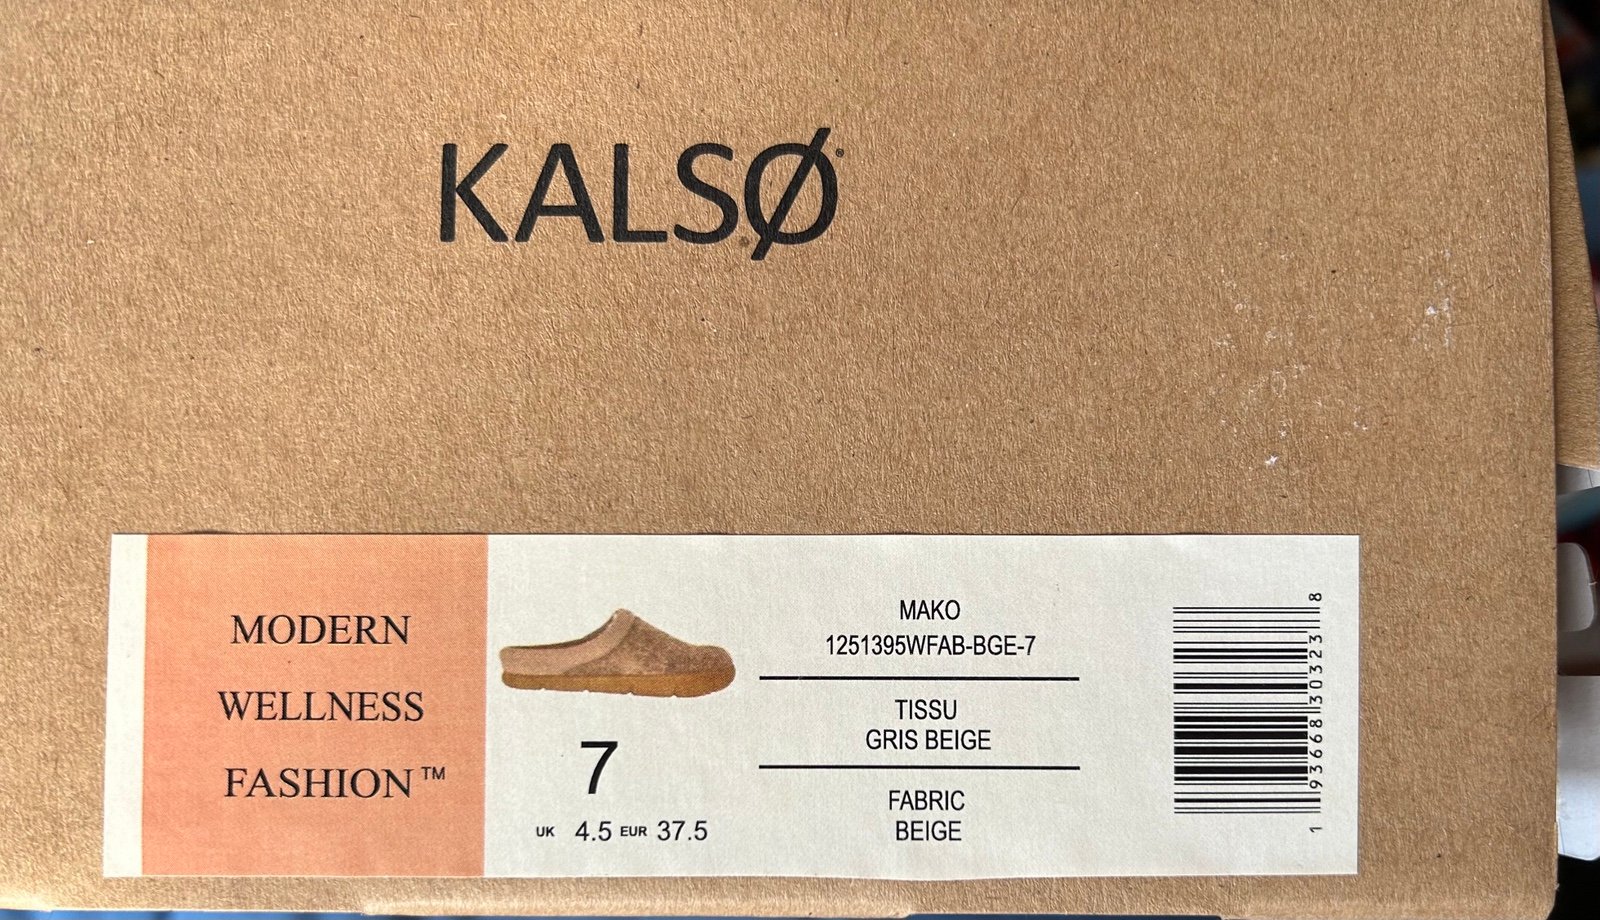 KALSØ®
MODERN
WELLNESS
FASHION™
7
UK 4.5 EUR 37.5
MAKO
1251395WFAB-BGE-7
TISSU
GRIS BEIGE
FABRIC
BEIGE
1 93668 30323 8